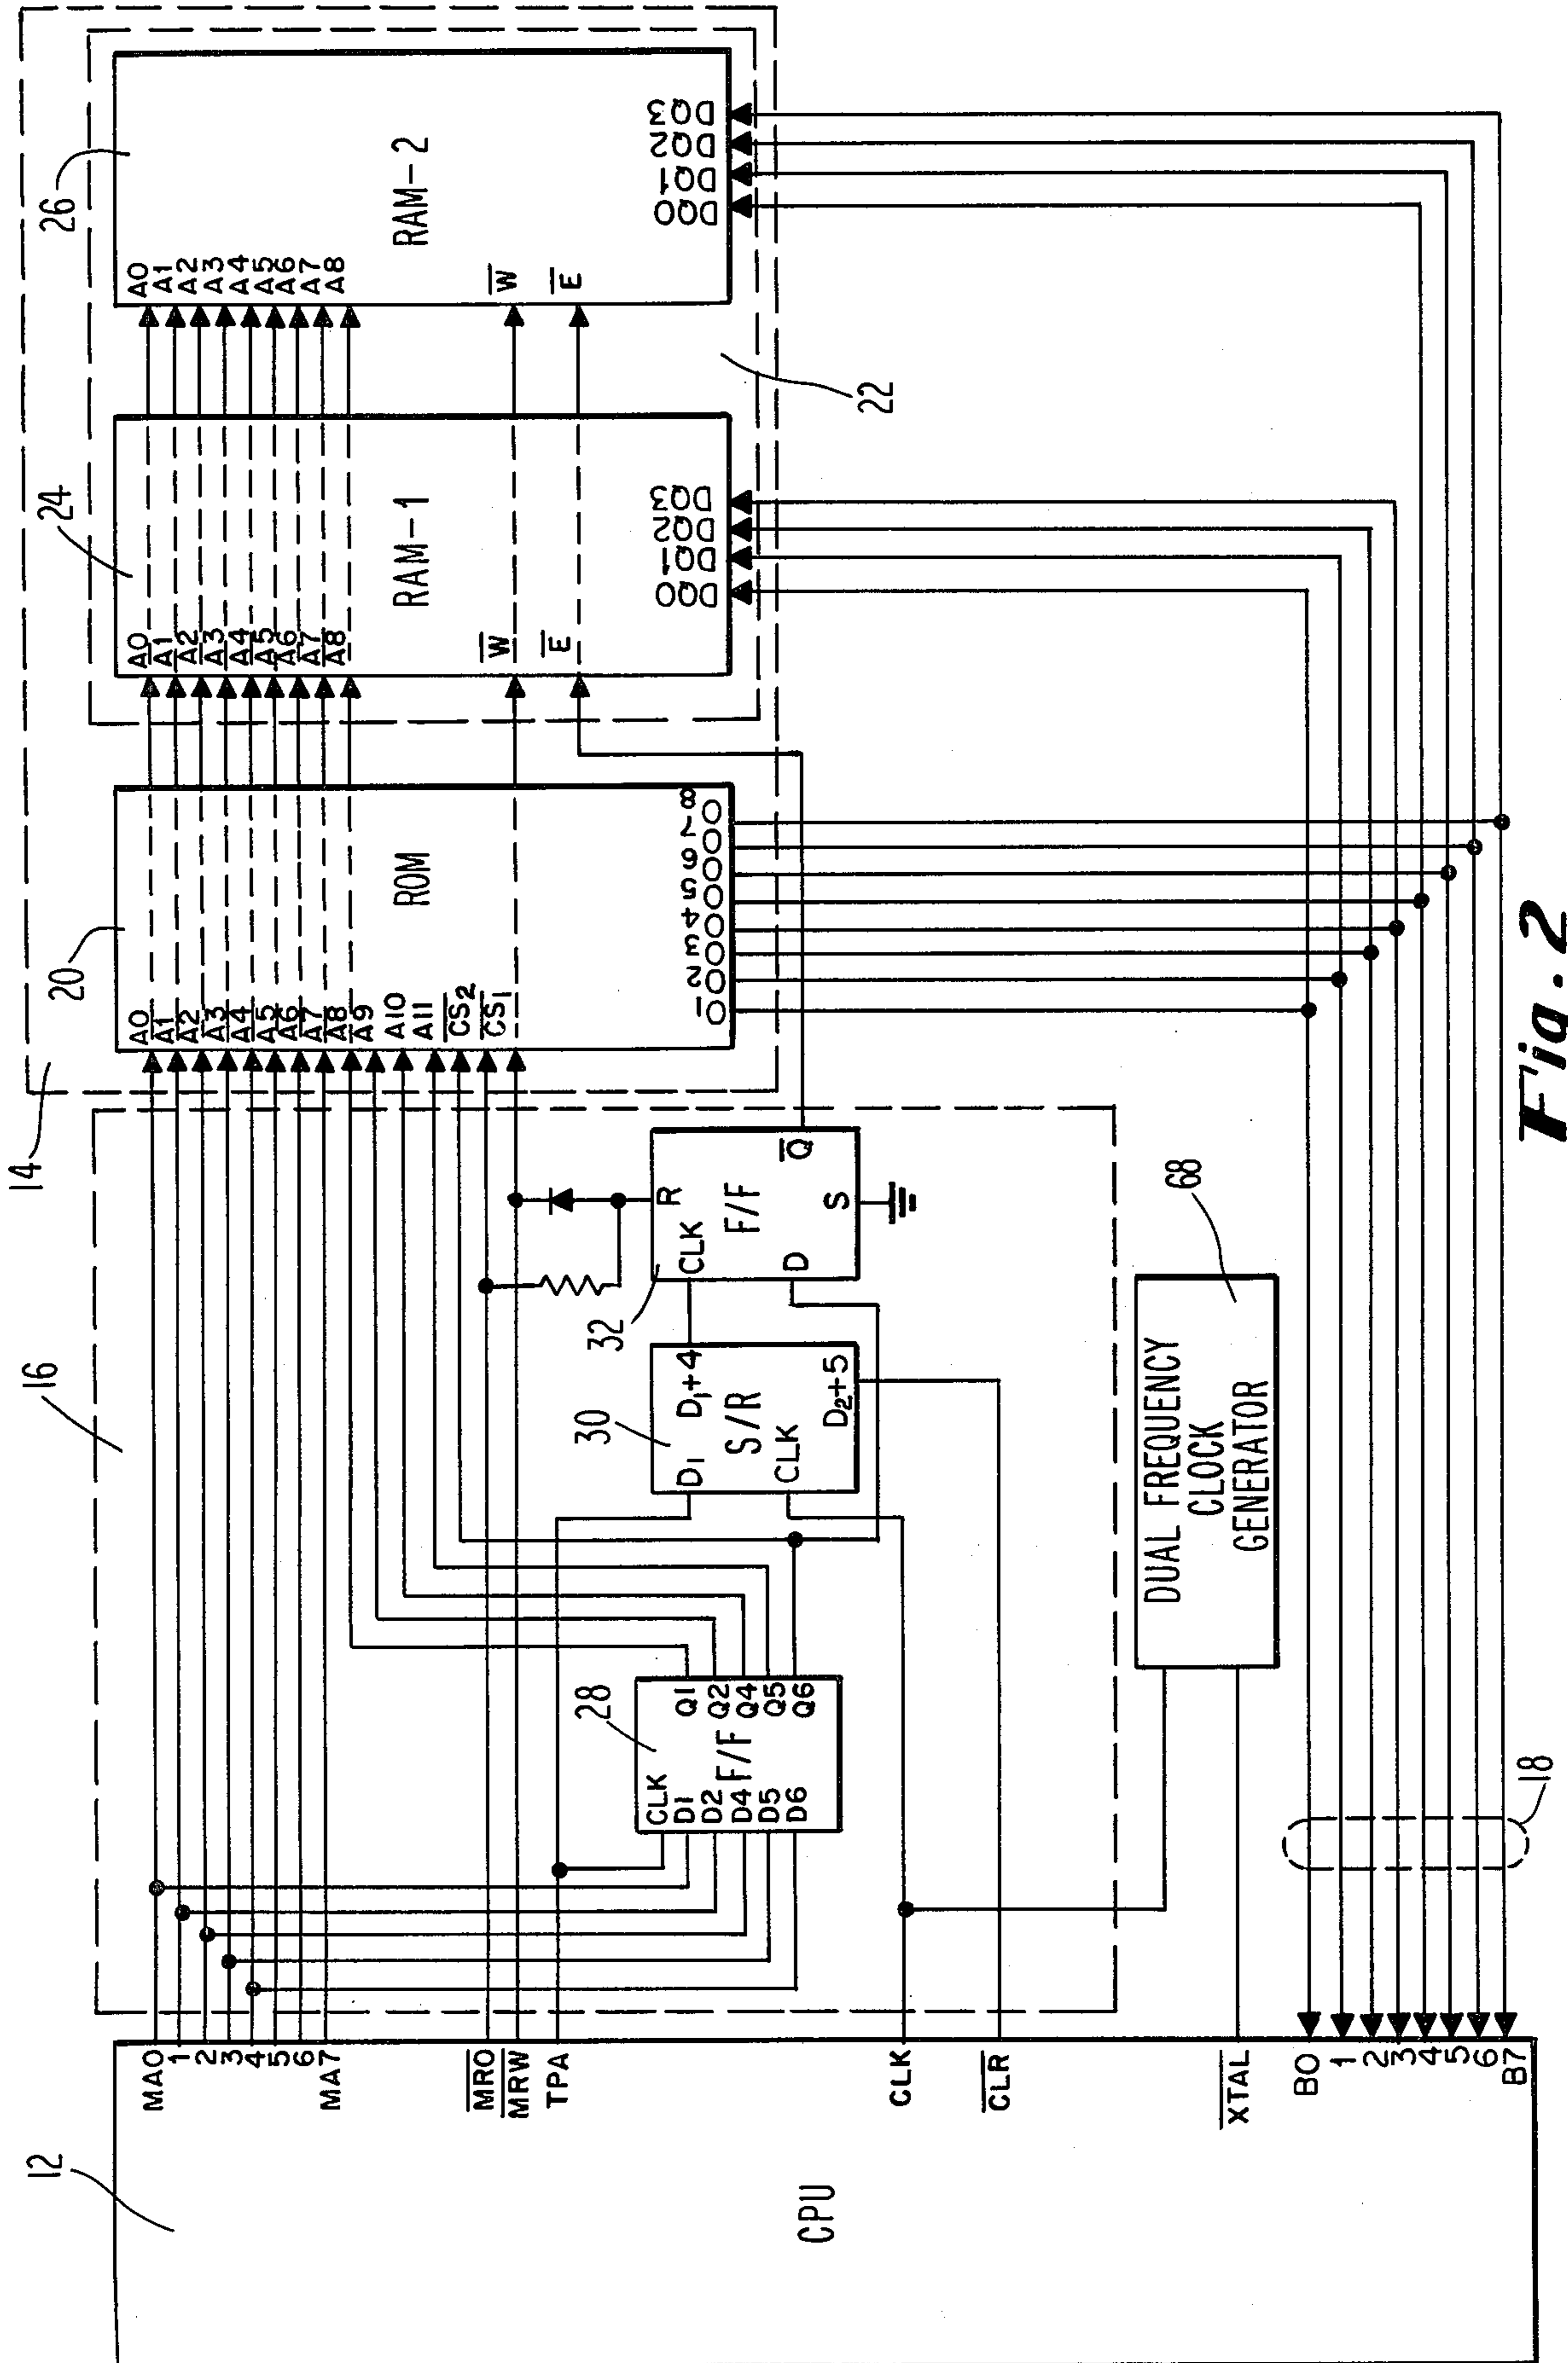 14
16
20
24
26
12
CPU
MA0
1
2
3
4
5
6
MA7
MRO
MRW
TPA
CLK
CLR
XTAL
B0
1
2
3
4
5
6
B7
18
28
F/F
CLK
D1
D2
D4
D5
D6
Q1
Q2
Q4
Q5
Q6
30
S/R
D1
D1+4
CLK
D2+5
32
F/F
CLK
R
D
S
Q
DUAL FREQUENCY
CLOCK
GENERATOR
68
ROM
A0
A1
A2
A3
A4
A5
A6
A7
A8
A9
A10
A11
CS2
CS1
O1
O2
O3
O4
O5
O6
O7
O8
RAM-1
A0
A1
A2
A3
A4
A5
A6
A7
A8
W
E
DQ0
DQ1
DQ2
DQ3
22
RAM-2
A0
A1
A2
A3
A4
A5
A6
A7
A8
W
E
DQ0
DQ1
DQ2
DQ3
Fig. 2